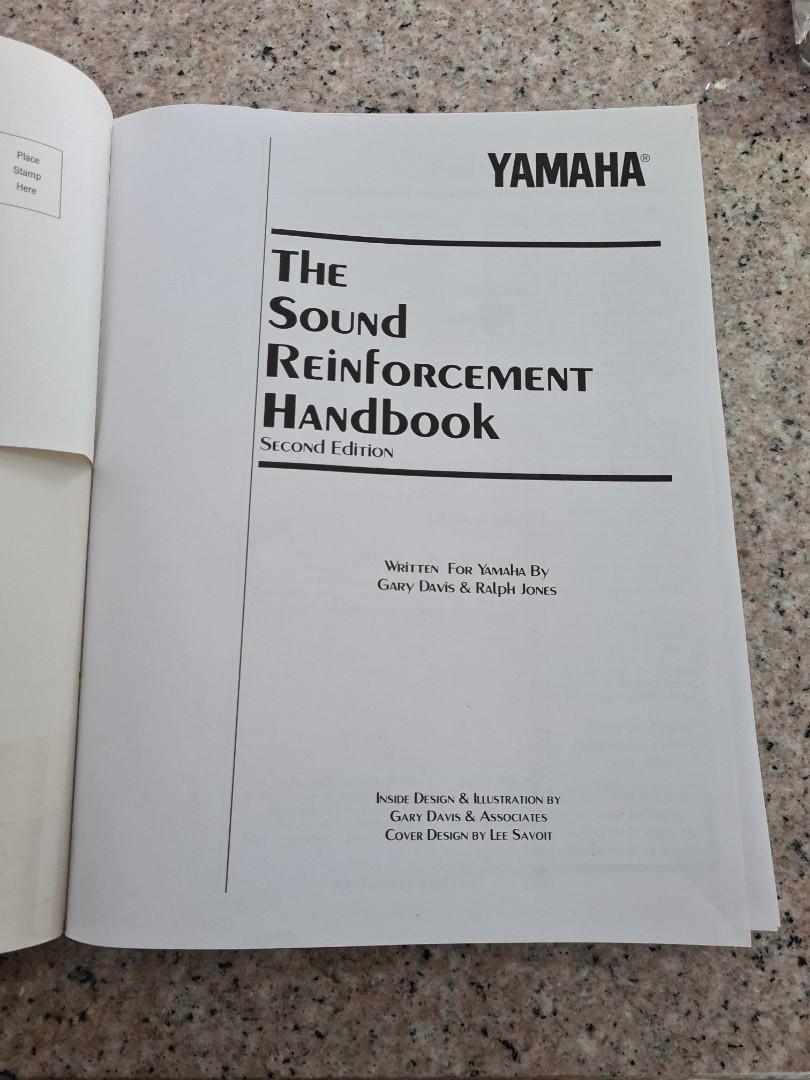 Place
Stamp
Here
YAMAHA®
The
Sound
Reinforcement
Handbook
Second Edition
Written For Yamaha By
Gary Davis & Ralph Jones
Inside Design & Illustration by
Gary Davis & Associates
Cover Design by Lee Savoit